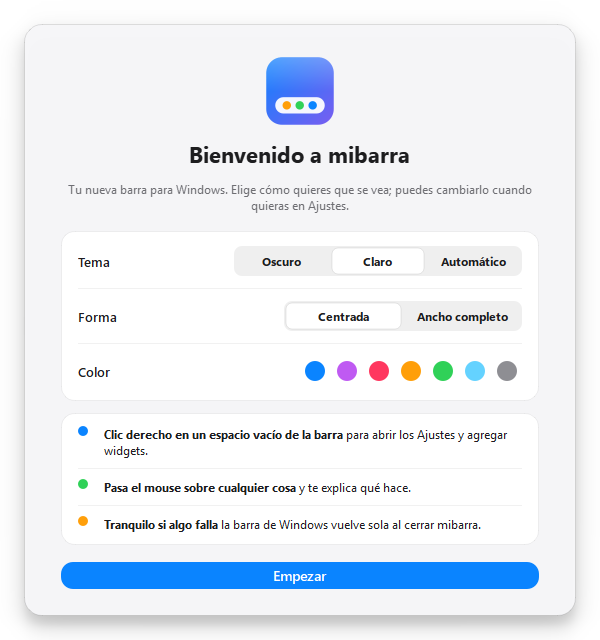 Bienvenido a mibarra
Tu nueva barra para Windows. Elige cómo quieres que se vea; puedes cambiarlo cuando
quieras en Ajustes.
Tema
Oscuro
Claro
Automático
Forma
Centrada
Ancho completo
Color
Clic derecho en un espacio vacío de la barra para abrir los Ajustes y agregar
widgets.
Pasa el mouse sobre cualquier cosa y te explica qué hace.
Tranquilo si algo falla la barra de Windows vuelve sola al cerrar mibarra.
Empezar